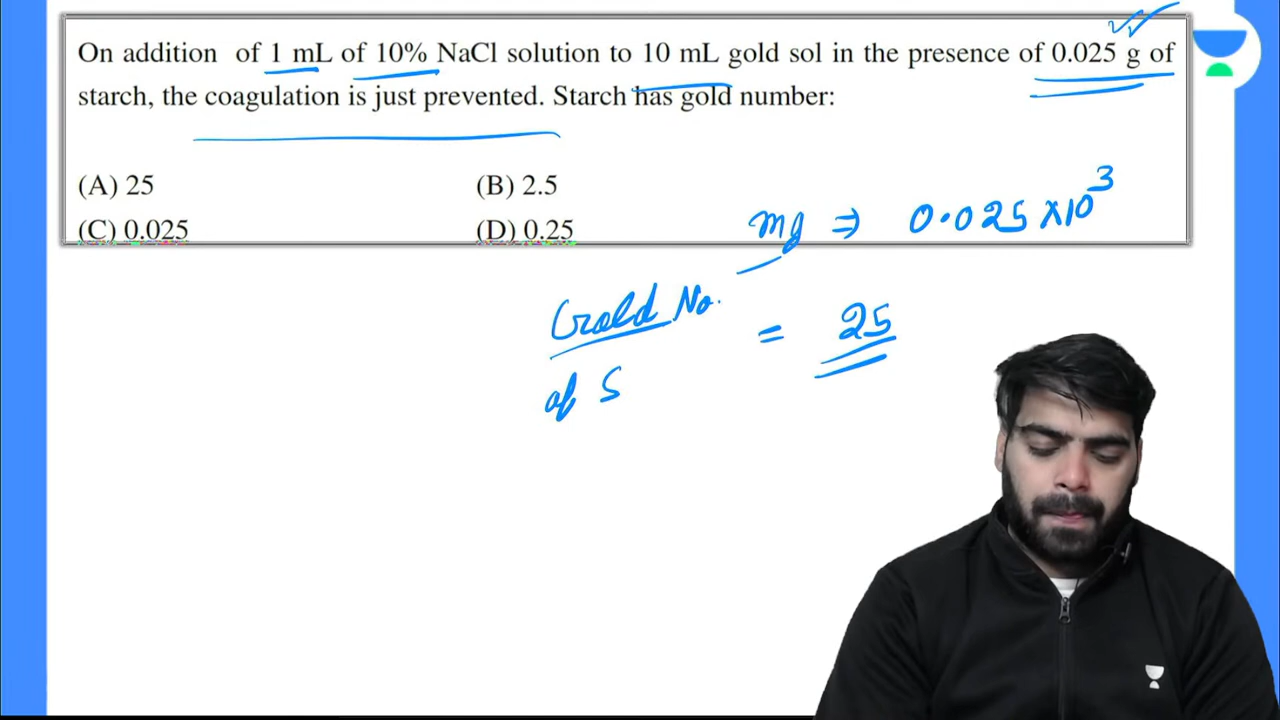 On addition of 1 mL of 10% NaCl solution to 10 mL gold sol in the presence of 0.025 g of
starch, the coagulation is just prevented. Starch has gold number:
(A) 25 (B) 2.5
(C) 0.025 (D) 0.25
mg ⇒ 0.025 x 10³
Gold No. = 25
of S